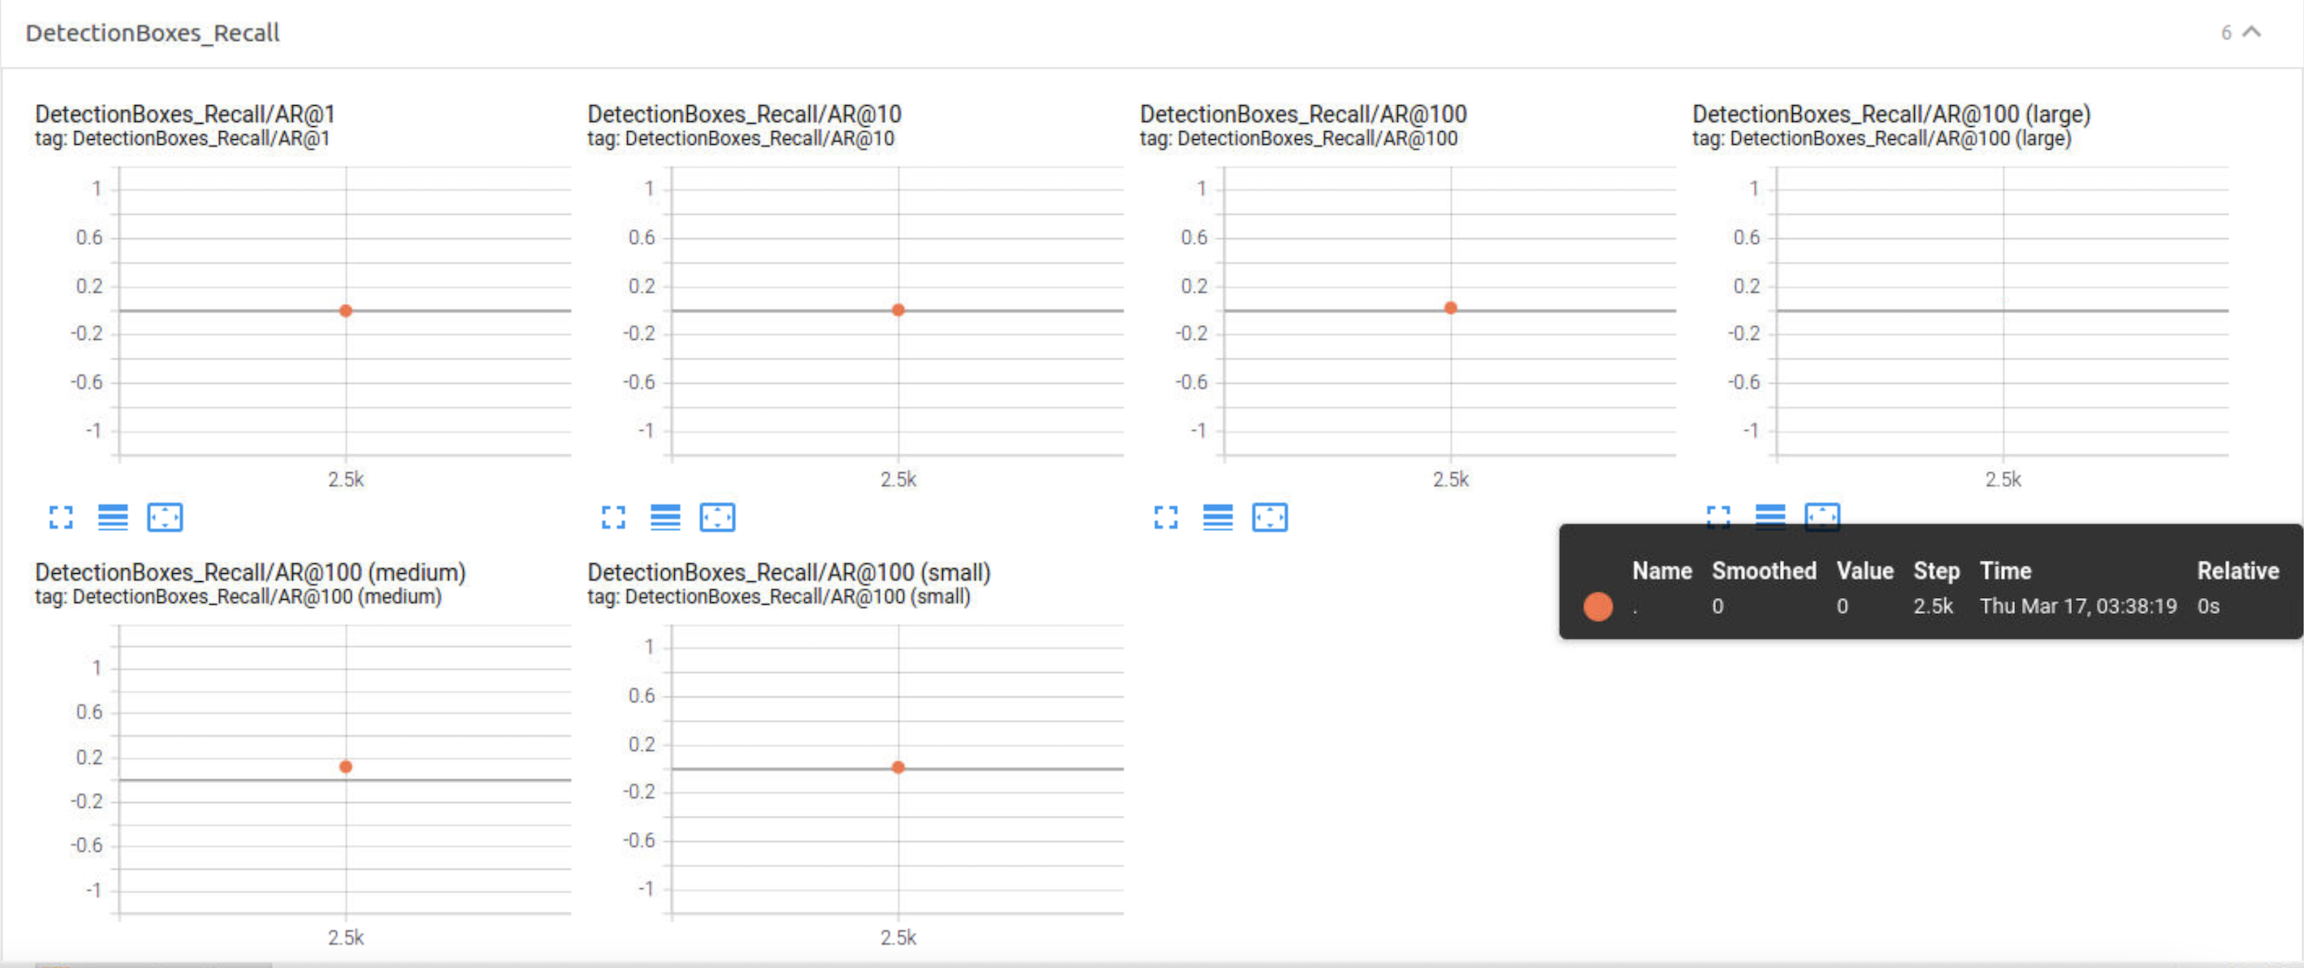 DetectionBoxes_Recall
6
DetectionBoxes_Recall/AR@1
tag: DetectionBoxes_Recall/AR@1
1
0.6
0.2
-0.2
-0.6
-1
2.5k
DetectionBoxes_Recall/AR@10
tag: DetectionBoxes_Recall/AR@10
1
0.6
0.2
-0.2
-0.6
-1
2.5k
DetectionBoxes_Recall/AR@100
tag: DetectionBoxes_Recall/AR@100
1
0.6
0.2
-0.2
-0.6
-1
2.5k
DetectionBoxes_Recall/AR@100 (large)
tag: DetectionBoxes_Recall/AR@100 (large)
1
0.6
0.2
-0.2
-0.6
-1
2.5k
Name Smoothed Value Step Time Relative
. 0 0 2.5k Thu Mar 17, 03:38:19 0s
DetectionBoxes_Recall/AR@100 (medium)
tag: DetectionBoxes_Recall/AR@100 (medium)
1
0.6
0.2
-0.2
-0.6
-1
2.5k
DetectionBoxes_Recall/AR@100 (small)
tag: DetectionBoxes_Recall/AR@100 (small)
1
0.6
0.2
-0.2
-0.6
-1
2.5k